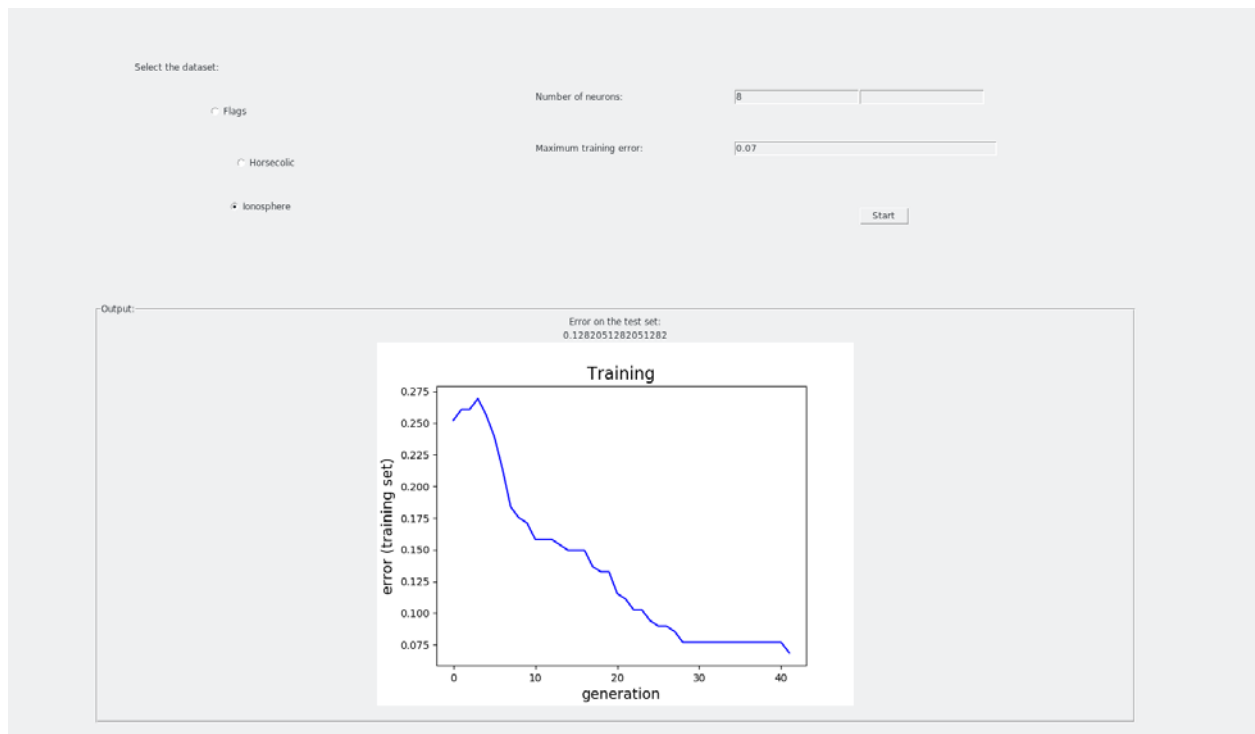 Select the dataset:
Flags
Horsecolic
Ionosphere
Number of neurons:
8
Maximum training error:
0.07
Start
Output:
Error on the test set:
0.1282051282051282
Training
0.275
0.250
0.225
0.200
0.175
0.150
0.125
0.100
0.075
error (training set)
0 10 20 30 40
generation